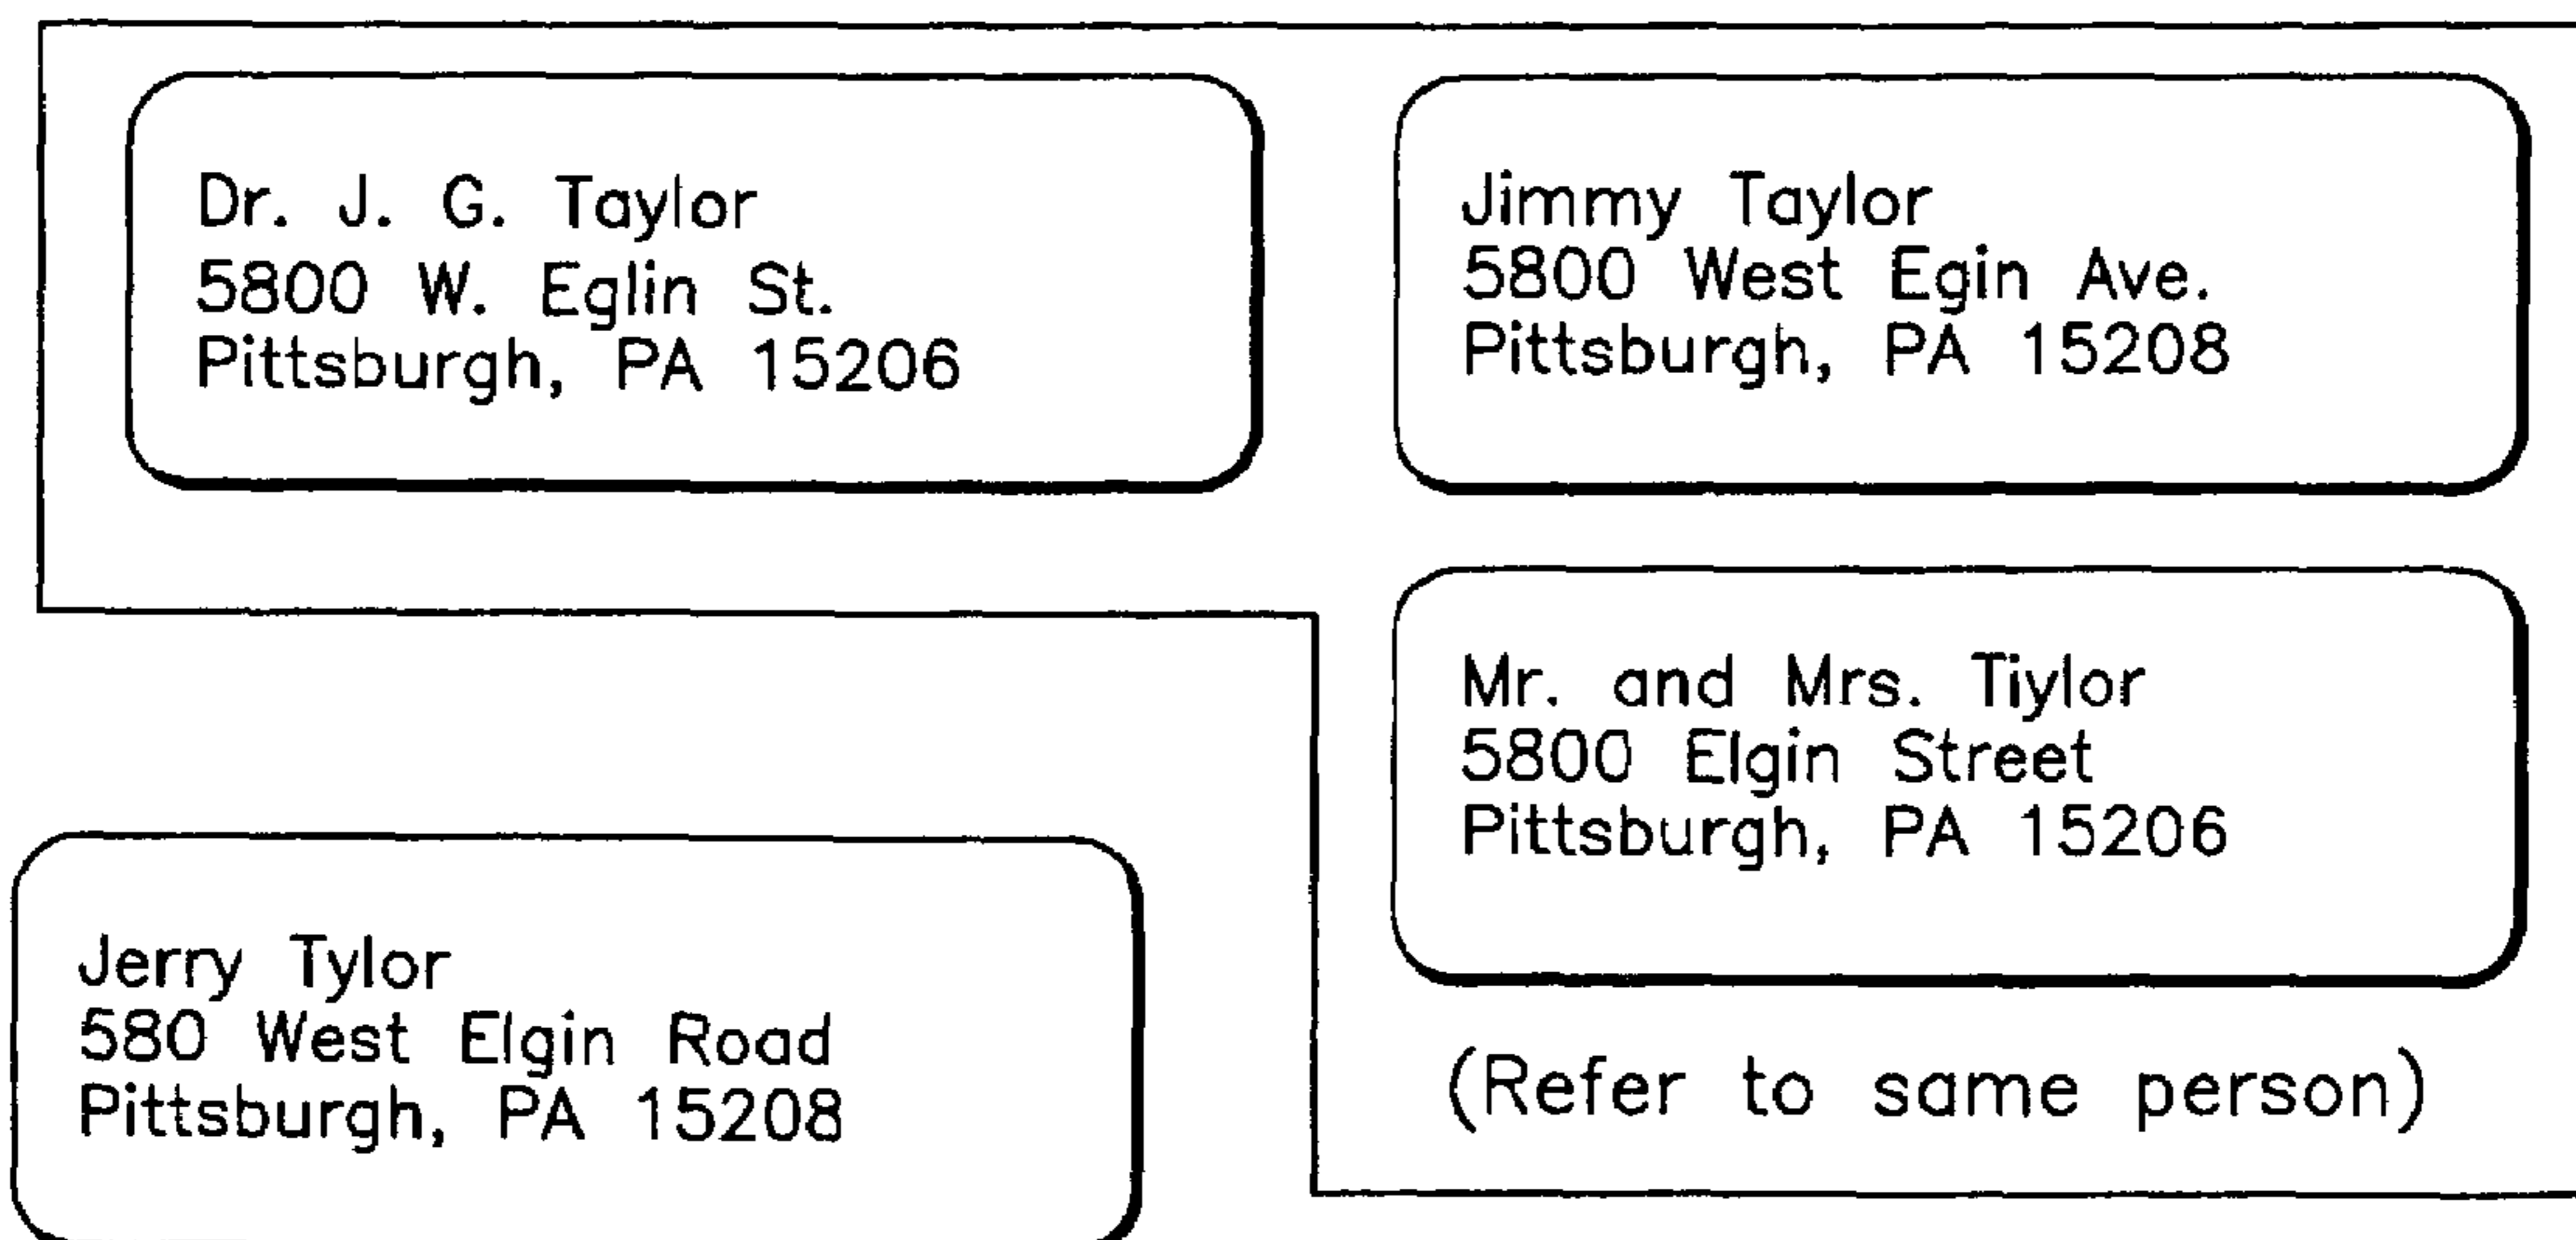 Dr. J. G. Taylor
5800 W. Eglin St.
Pittsburgh, PA 15206
Jimmy Taylor
5800 West Egin Ave.
Pittsburgh, PA 15208
Mr. and Mrs. Tiylor
5800 Elgin Street
Pittsburgh, PA 15206
(Refer to same person)
Jerry Tylor
580 West Elgin Road
Pittsburgh, PA 15208